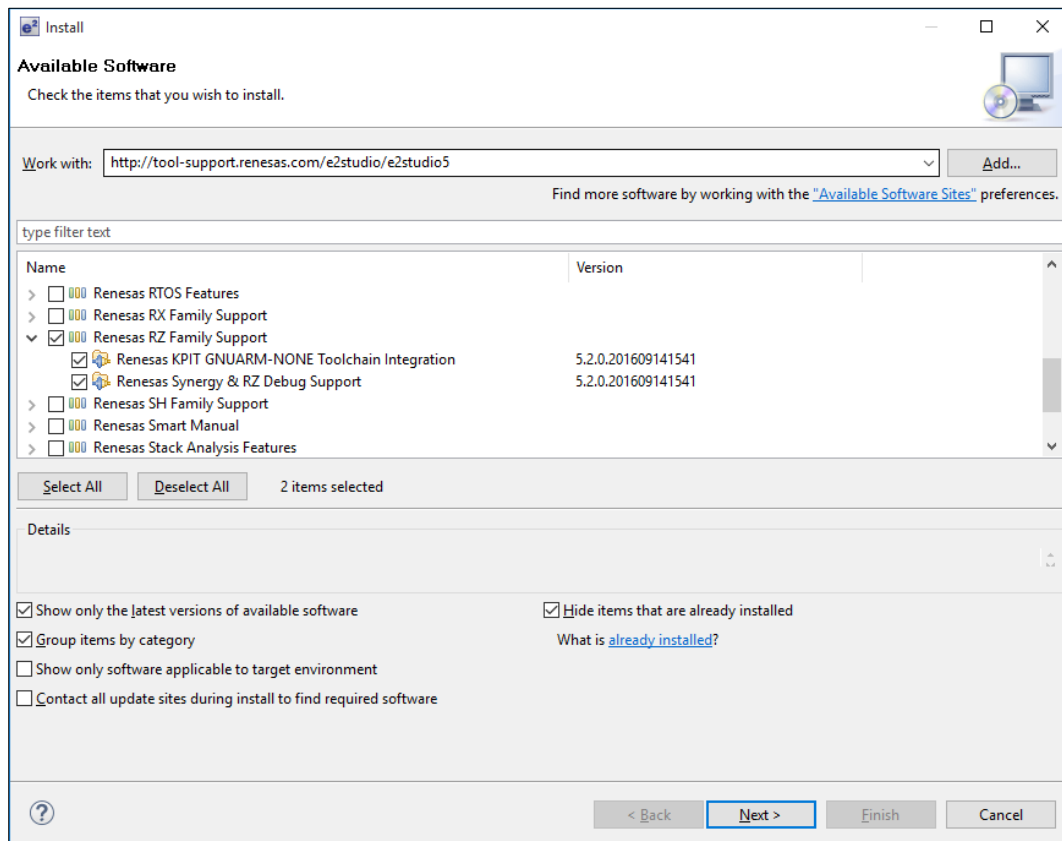 e² Install
Available Software
Check the items that you wish to install.
Work with: http://tool-support.renesas.com/e2studio/e2studio5 Add...
Find more software by working with the "Available Software Sites" preferences.
type filter text
Name Version
Renesas RTOS Features
Renesas RX Family Support
Renesas RZ Family Support
Renesas KPIT GNUARM-NONE Toolchain Integration 5.2.0.201609141541
Renesas Synergy & RZ Debug Support 5.2.0.201609141541
Renesas SH Family Support
Renesas Smart Manual
Renesas Stack Analysis Features
Select All Deselect All 2 items selected
Details
Show only the latest versions of available software Hide items that are already installed
Group items by category What is already installed?
Show only software applicable to target environment
Contact all update sites during install to find required software
? < Back Next > Finish Cancel